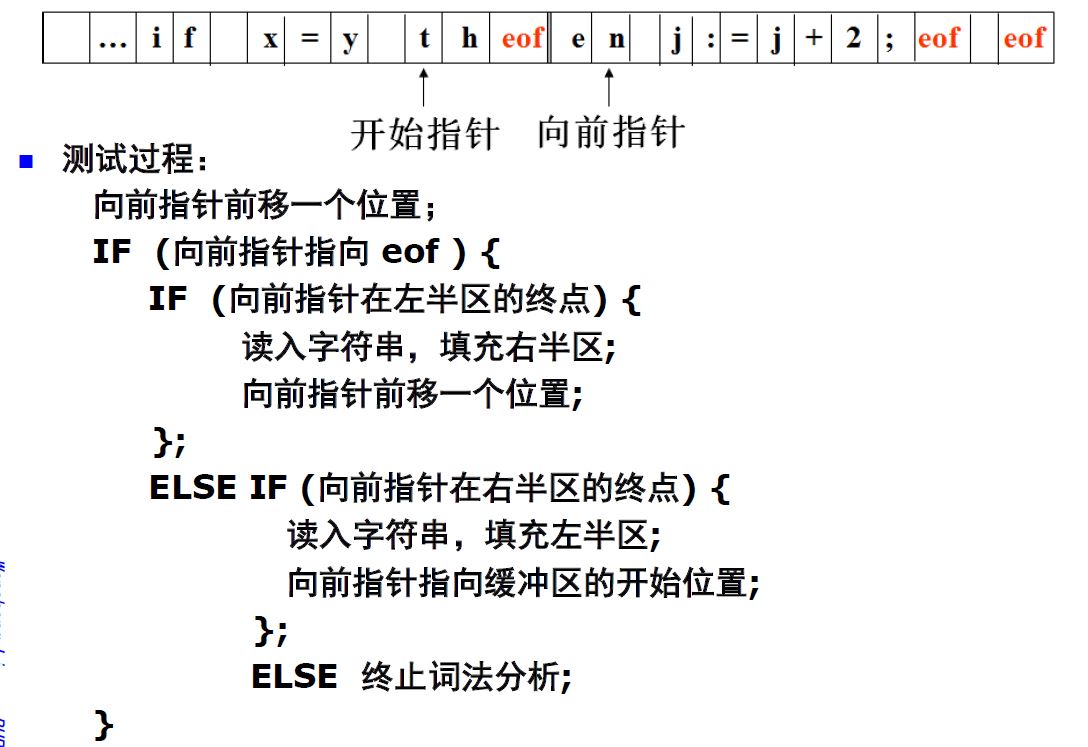 … i f x = y t h eof e n j : = j + 2 ; eof eof
开始指针 向前指针
■ 测试过程：
向前指针前移一个位置；
IF (向前指针指向 eof ) {
IF (向前指针在左半区的终点) {
读入字符串，填充右半区;
向前指针前移一个位置;
};
ELSE IF (向前指针在右半区的终点) {
读入字符串，填充左半区;
向前指针指向缓冲区的开始位置;
};
ELSE 终止词法分析;
}